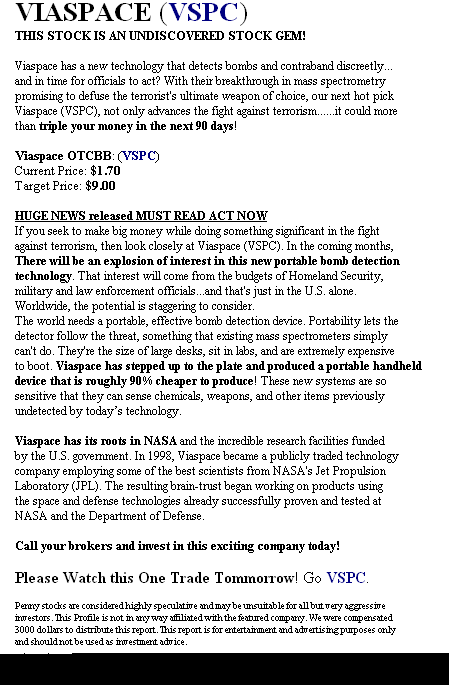 VIASPACE (VSPC)
THIS STOCK IS AN UNDISCOVERED STOCK GEM!
Viaspace has a new technology that detects bombs and contraband discreetly...
and in time for officials to act? With their breakthrough in mass spectrometry
promising to defuse the terrorist's ultimate weapon of choice, our next hot pick
Viaspace (VSPC), not only advances the fight against terrorism......it could more
than triple your money in the next 90 days!
Viaspace OTCBB: (VSPC)
Current Price: $1.70
Target Price: $9.00
HUGE NEWS released MUST READ ACT NOW
If you seek to make big money while doing something significant in the fight
against terrorism, then look closely at Viaspace (VSPC). In the coming months,
There will be an explosion of interest in this new portable bomb detection
technology. That interest will come from the budgets of Homeland Security,
military and law enforcement officials...and that's just in the U.S. alone.
Worldwide, the potential is staggering to consider.
The world needs a portable, effective bomb detection device. Portability lets the
detector follow the threat, something that existing mass spectrometers simply
can't do. They're the size of large desks, sit in labs, and are extremely expensive
to boot. Viaspace has stepped up to the plate and produced a portable handheld
device that is roughly 90% cheaper to produce! These new systems are so
sensitive that they can sense chemicals, weapons, and other items previously
undetected by today's technology.
Viaspace has its roots in NASA and the incredible research facilities funded
by the U.S. government. In 1998, Viaspace became a publicly traded technology
company employing some of the best scientists from NASA's Jet Propulsion
Laboratory (JPL). The resulting brain-trust began working on products using
the space and defense technologies already successfully proven and tested at
NASA and the Department of Defense.
Call your brokers and invest in this exciting company today!
Please Watch this One Trade Tommorrow! Go VSPC.
Penny stocks are considered highly speculative and may be unsuitable for all but very aggressive
investors. This Profile is not in any way affiliated with the featured company. We were compensated
3000 dollars to distribute this report. This report is for entertainment and advertising purposes only
and should not be used as investment advice.